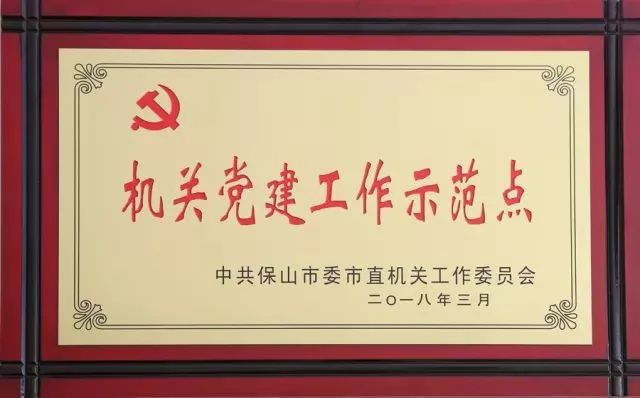 机关党建工作示范点
中共保山市委市直机关工作委员会
二〇一八年三月